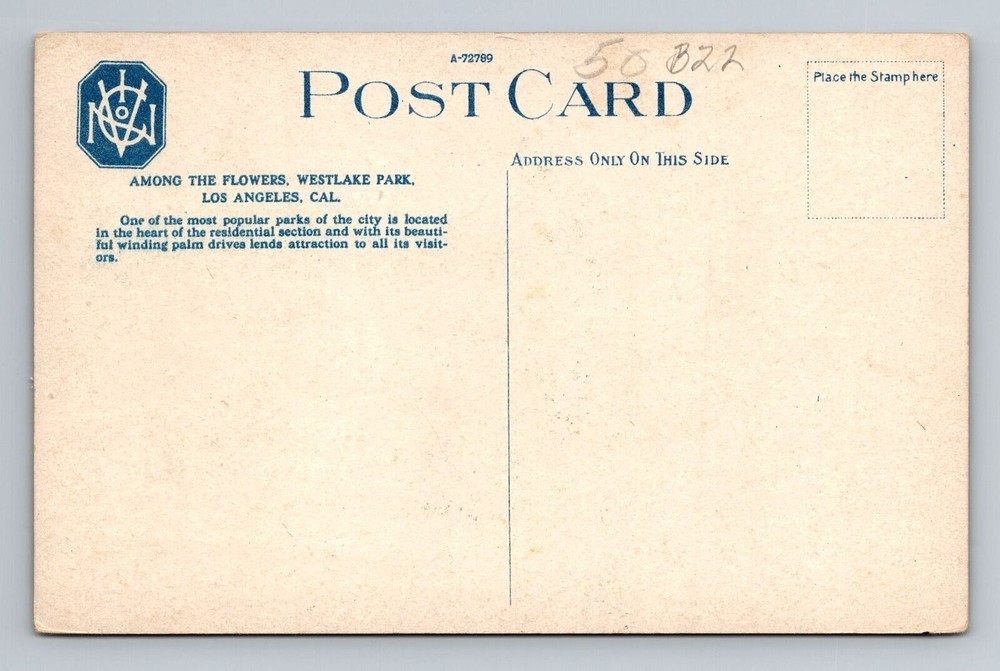 A-72789
50 B22
POST CARD
Place the Stamp here
ADDRESS ONLY ON THIS SIDE
AMONG THE FLOWERS, WESTLAKE PARK,
LOS ANGELES, CAL.
One of the most popular parks of the city is located
in the heart of the residential section and with its beauti-
ful winding palm drives lends attraction to all its visit-
ors.